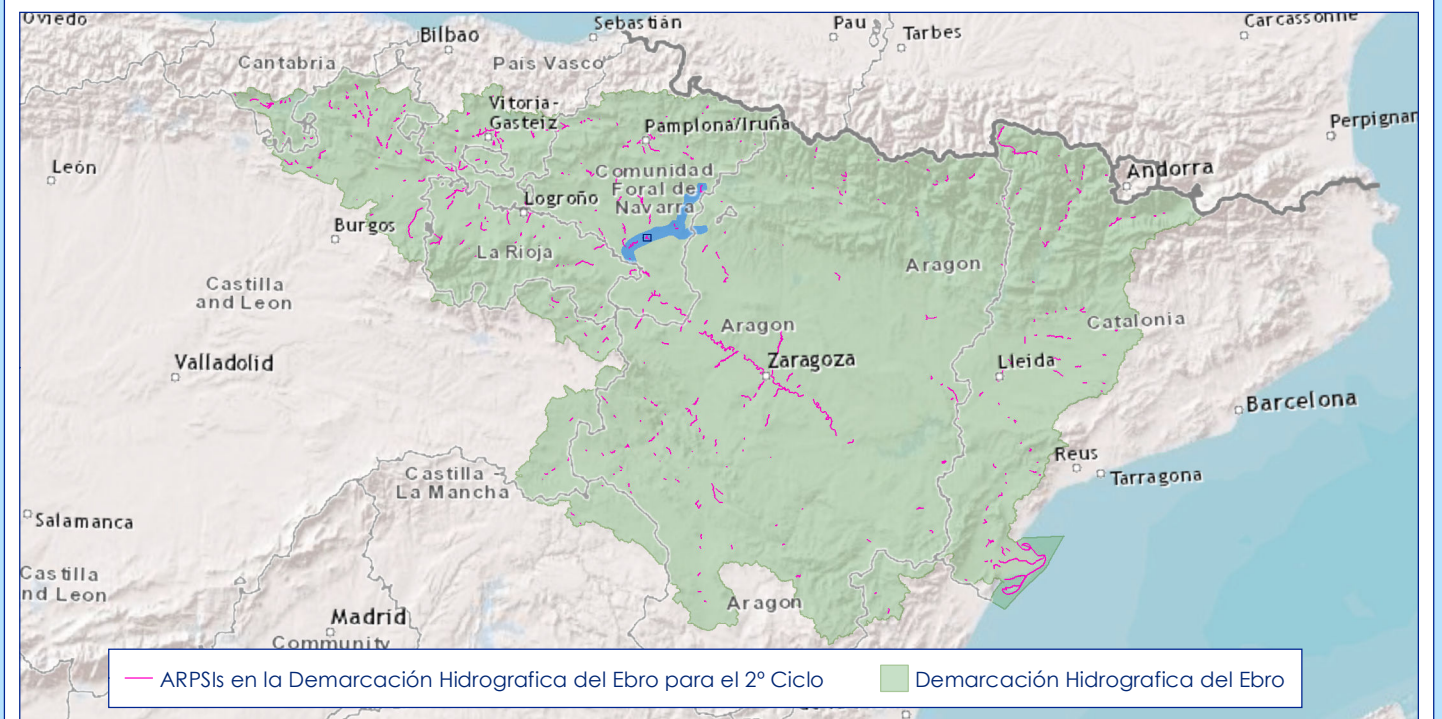 Oviedo
Sebastián
Pau
Tarbes
Carcassonne
Bilbao
Cantabria
País Vasco
Vitoria-
Gasteiz
Pamplona/Iruña
Perpignan
León
Comunidad
Foral de
Navarra
Andorra
Logroño
Burgos
La Rioja
Aragon
Castilla
and Leon
Aragon
Catalonia
Valladolid
Zaragoza
Lleida
Barcelona
Castilla -
La Mancha
Reus
Tarragona
Salamanca
Castilla
nd Leon
Aragon
Madrid
Community
ARPSIs en la Demarcación Hidrografica del Ebro para el 2º Ciclo
Demarcación Hidrografica del Ebro